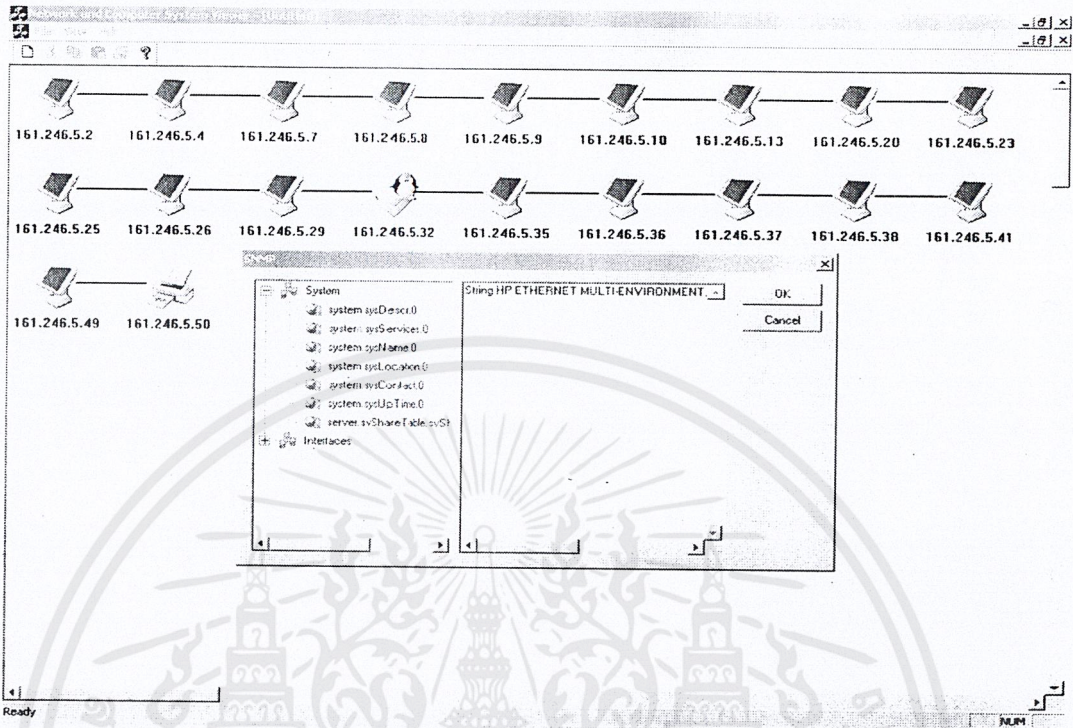 161.246.5.2 161.246.5.4 161.246.5.7 161.246.5.8 161.246.5.9 161.246.5.10 161.246.5.13 161.246.5.20 161.246.5.23
161.246.5.25 161.246.5.26 161.246.5.29 161.246.5.32 161.246.5.35 161.246.5.36 161.246.5.37 161.246.5.38 161.246.5.41
161.246.5.49 161.246.5.50
System
system.sysDescr.0
system.sysServices.0
system.sysName.0
system.sysLocation.0
system.sysContact.0
system.sysUpTime.0
server.svShareTable.svSh
Interfaces
String HP ETHERNET MULTI-ENVIRONMENT,
OK
Cancel
Ready
NUM